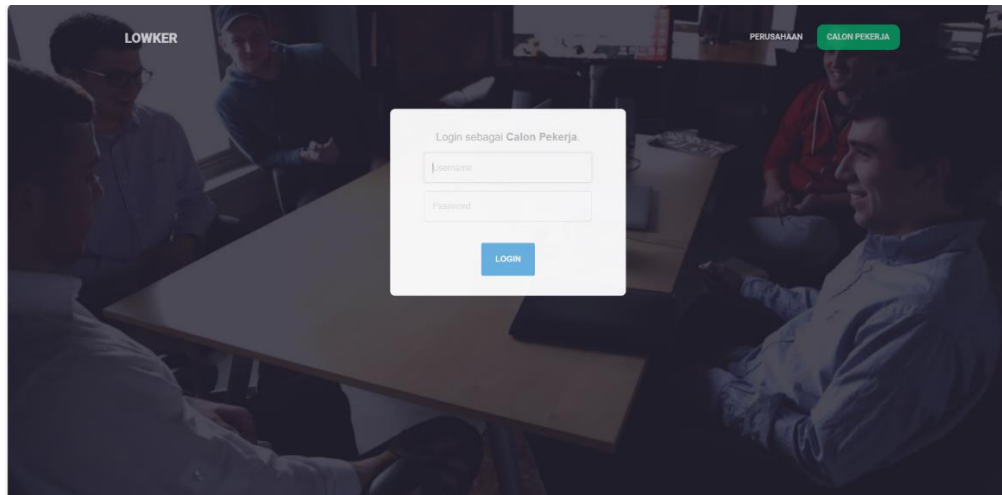 LOWKER
PERUSAHAAN
CALON PEKERJA
Login sebagai Calon Pekerja.
Username
Password
LOGIN